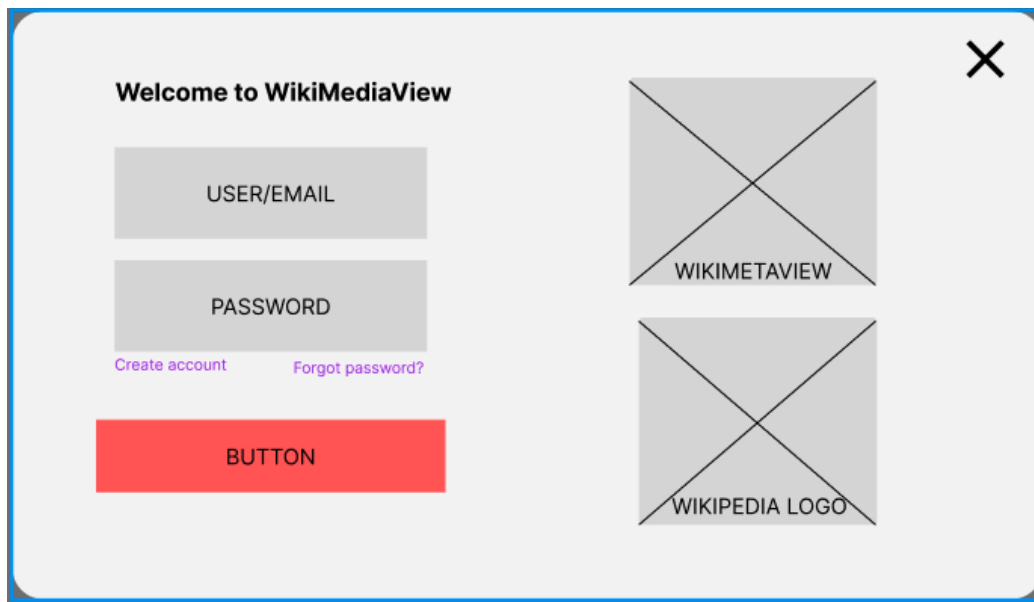 Welcome to WikiMediaView
USER/EMAIL
PASSWORD
Create account
Forgot password?
BUTTON
WIKIMETAVIEW
WIKIPEDIA LOGO